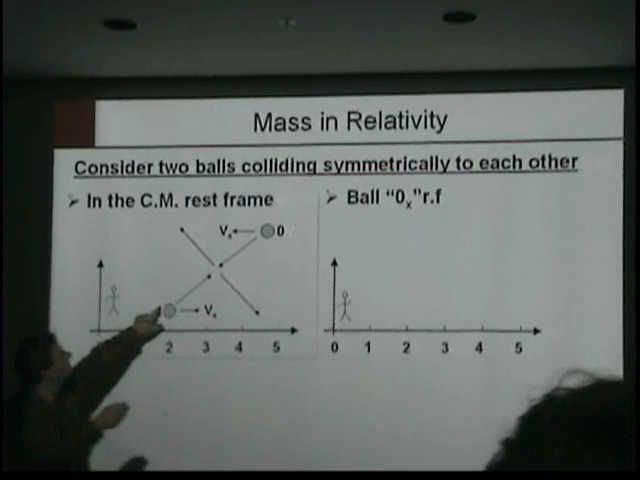 Mass in Relativity
Consider two balls colliding symmetrically to each other
➢ In the C.M. rest frame
➢ Ball “0ₓ”r.f
Vₓ 0
Vₓ
2 3 4 5
0 1 2 3 4 5